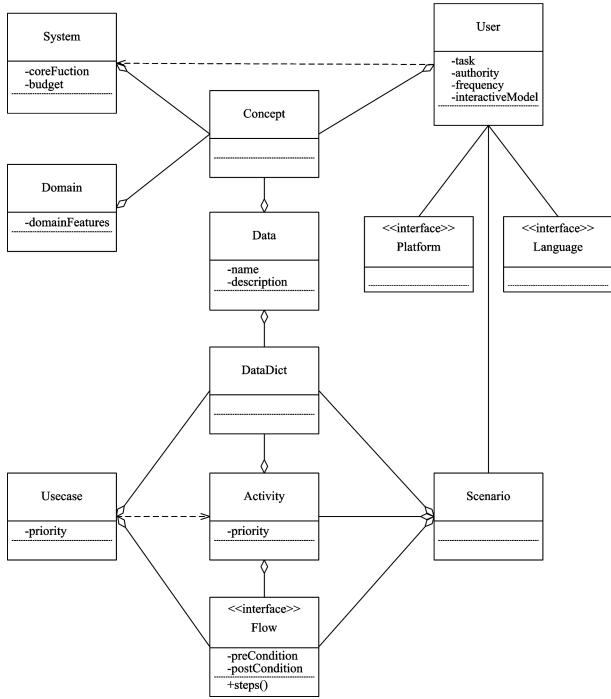 System
-coreFuction
-budget
User
-task
-authority
-frequency
-interactiveModel
Concept
Domain
-domainFeatures
Data
-name
-description
<<interface>>
Platform
<<interface>>
Language
DataDict
Usecase
-priority
Activity
-priority
Scenario
<<interface>>
Flow
-preCondition
-postCondition
+steps()